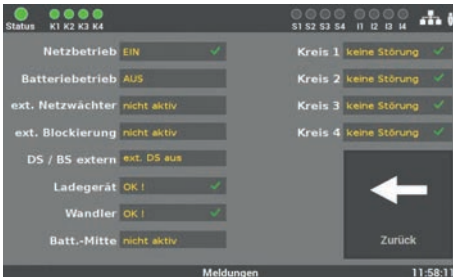 Status K1 K2 K3 K4 S1 S2 S3 S4 I1 I2 I3 I4
Netzbetrieb EIN
Batteriebetrieb AUS
ext. Netzwächter nicht aktiv
ext. Blockierung nicht aktiv
DS / BS extern ext. DS aus
Ladegerät OK !
Wandler OK !
Batt.-Mitte nicht aktiv
Kreis 1 keine Störung
Kreis 2 keine Störung
Kreis 3 keine Störung
Kreis 4 keine Störung
Zurück
Meldungen 11:58:11